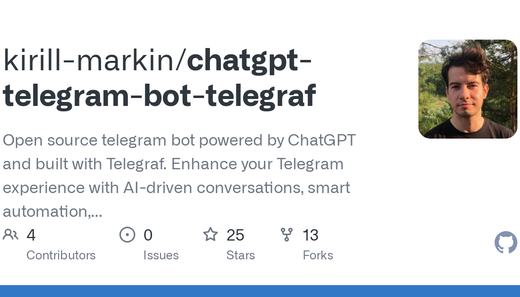 kirill-markin/chatgpt-
telegram-bot-telegraf
Open source telegram bot powered by ChatGPT
and built with Telegraf. Enhance your Telegram
experience with AI-driven conversations, smart
automation,...
4 0 25 13
Contributors Issues Stars Forks